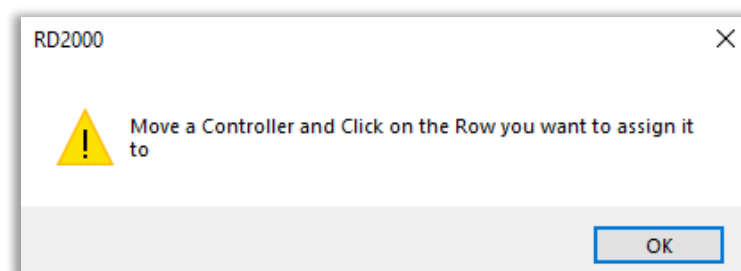 RD2000
Move a Controller and Click on the Row you want to assign it
to
OK